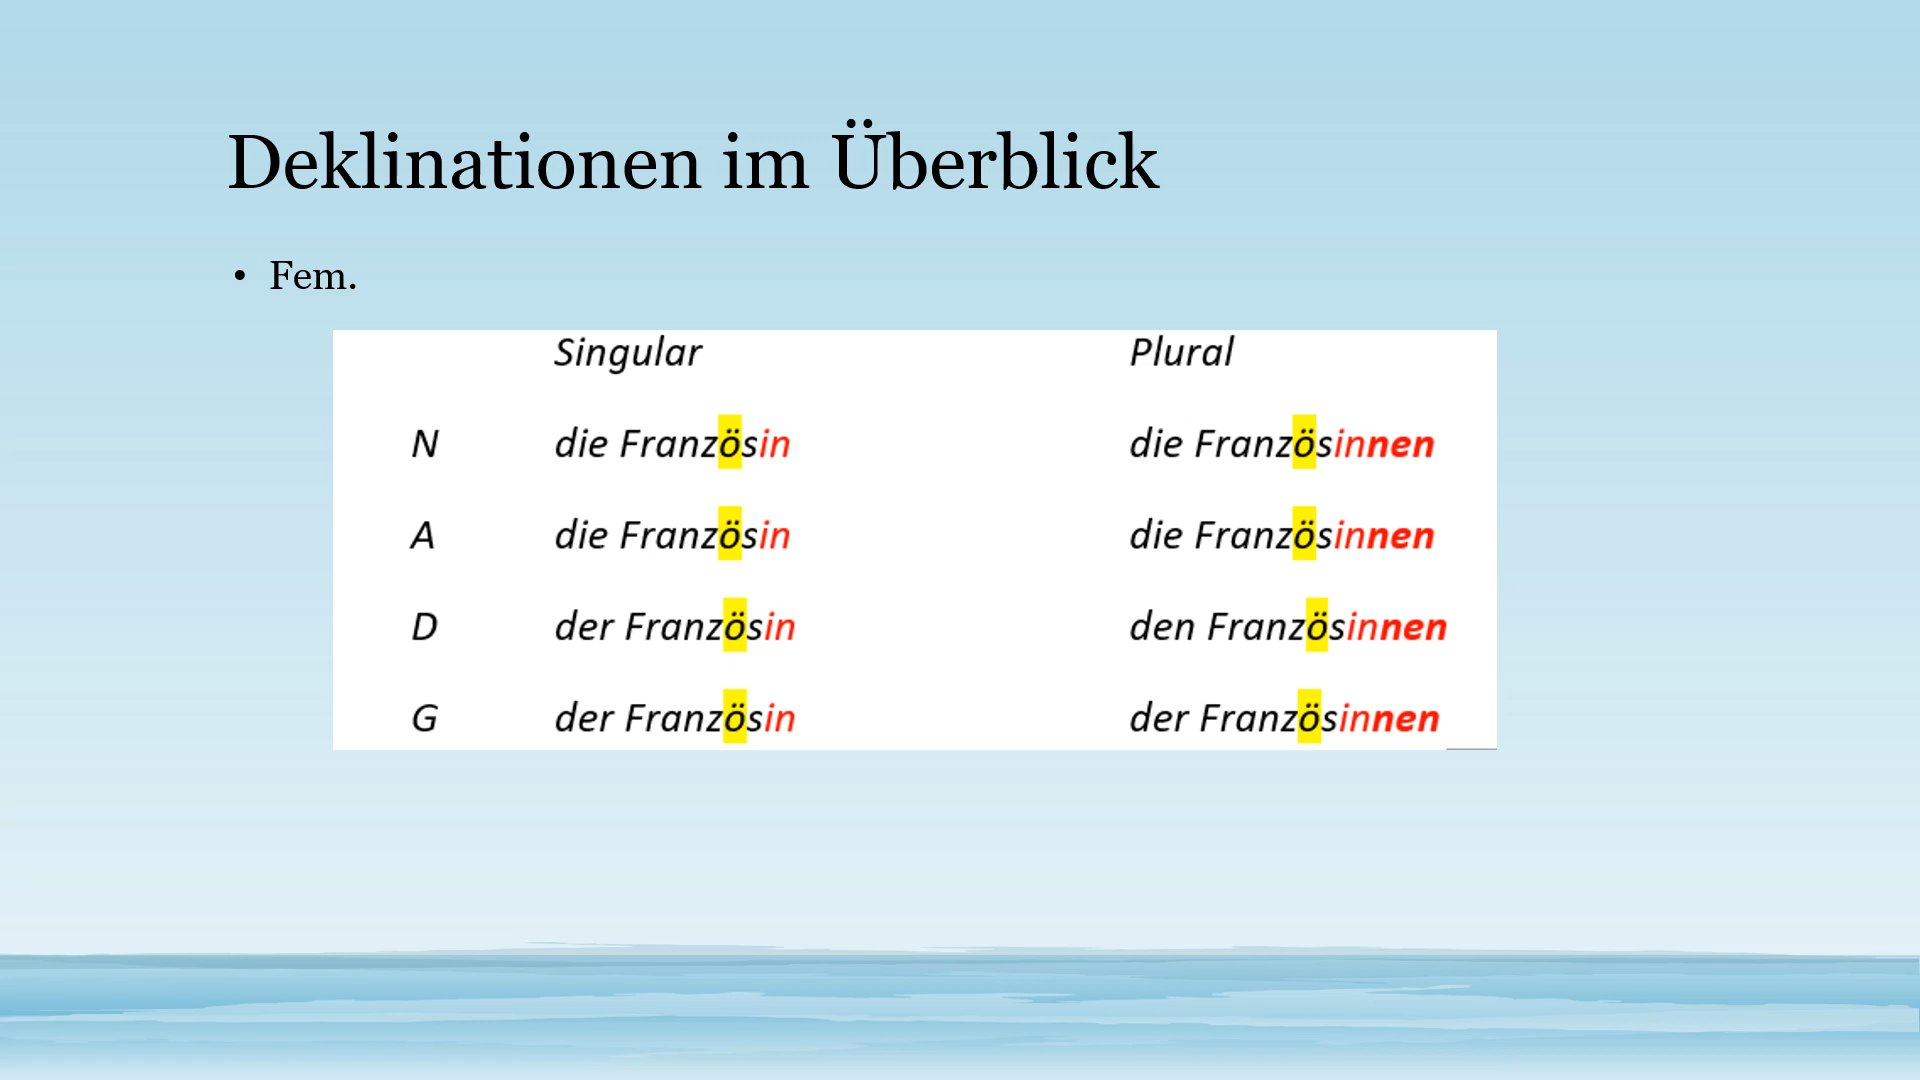 Deklinationen im Überblick
• Fem.
Singular Plural
N die Französin die Französinnen
A die Französin die Französinnen
D der Französin den Französinnen
G der Französin der Französinnen